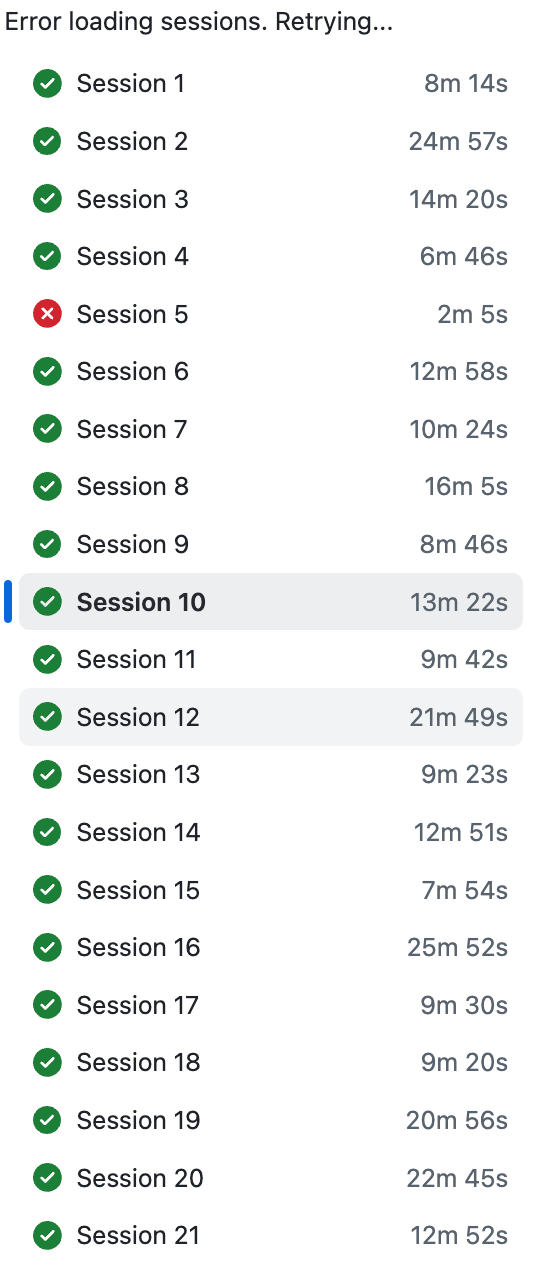 Error loading sessions. Retrying...
Session 1 8m 14s
Session 2 24m 57s
Session 3 14m 20s
Session 4 6m 46s
Session 5 2m 5s
Session 6 12m 58s
Session 7 10m 24s
Session 8 16m 5s
Session 9 8m 46s
Session 10 13m 22s
Session 11 9m 42s
Session 12 21m 49s
Session 13 9m 23s
Session 14 12m 51s
Session 15 7m 54s
Session 16 25m 52s
Session 17 9m 30s
Session 18 9m 20s
Session 19 20m 56s
Session 20 22m 45s
Session 21 12m 52s